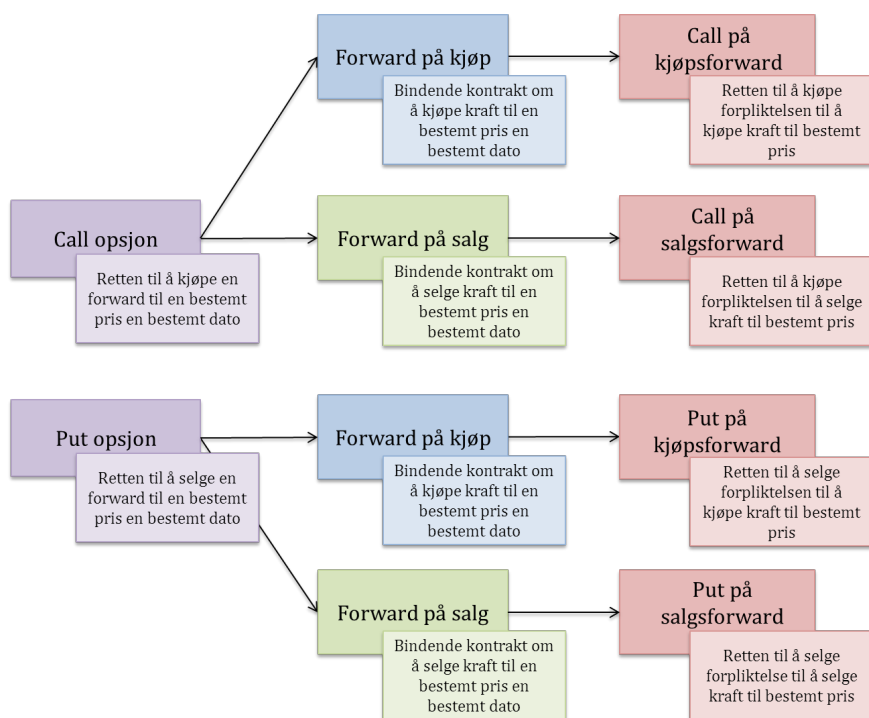 Forward på kjøp
Bindende kontrakt om
å kjøpe kraft til en
bestemt pris en
bestemt dato
Call på
kjøpsforward
Retten til å kjøpe
forpliktelsen til å
kjøpe kraft til bestemt
pris
Call opsjon
Retten til å kjøpe en
forward til en bestemt
pris en bestemt dato
Forward på salg
Bindende kontrakt om
å selge kraft til en
bestemt pris en
bestemt dato
Call på
salgsforward
Retten til å kjøpe
forpliktelsen til å selge
kraft til bestemt pris
Put opsjon
Retten til å selge en
forward til en bestemt
pris en bestemt dato
Forward på kjøp
Bindende kontrakt om
å kjøpe kraft til en
bestemt pris en
bestemt dato
Put på
kjøpsforward
Retten til å selge
forpliktelsen til å
kjøpe kraft til bestemt
pris
Forward på salg
Bindende kontrakt om
å selge kraft til en
bestemt pris en
bestemt dato
Put på
salgsforward
Retten til å selge
forpliktelse til å selge
kraft til bestemt pris